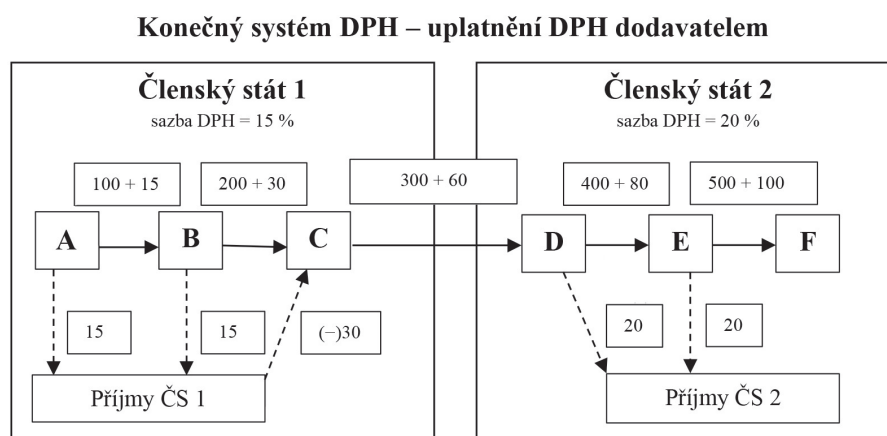 Konečný systém DPH – uplatnění DPH dodavatelem
Členský stát 1
sazba DPH = 15 %
Členský stát 2
sazba DPH = 20 %
100 + 15
200 + 30
300 + 60
400 + 80
500 + 100
A
B
C
D
E
F
15
15
(–)30
20
20
Příjmy ČS 1
Příjmy ČS 2